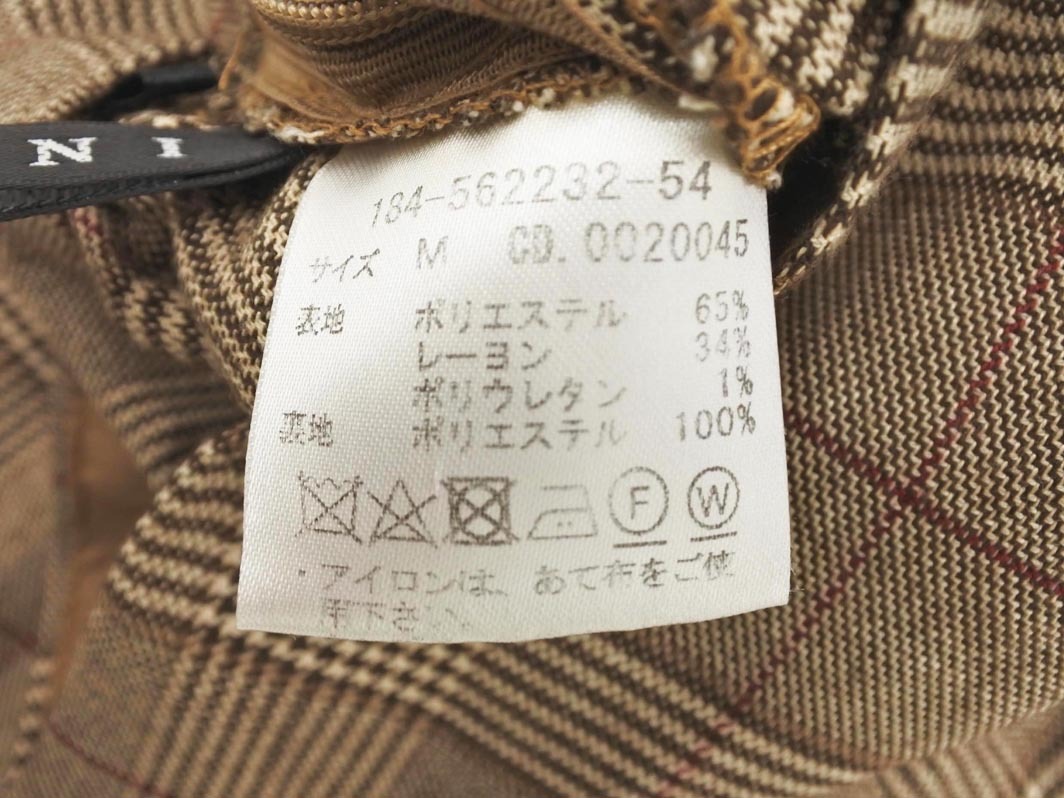 N I
184-562232-54
サイズ M CD. 0020045
表地 ポリエステル 65%
レーヨン 34%
ポリウレタン 1%
裏地 ポリエステル 100%
F W
・アイロンは、あて布をご使
用下さい。